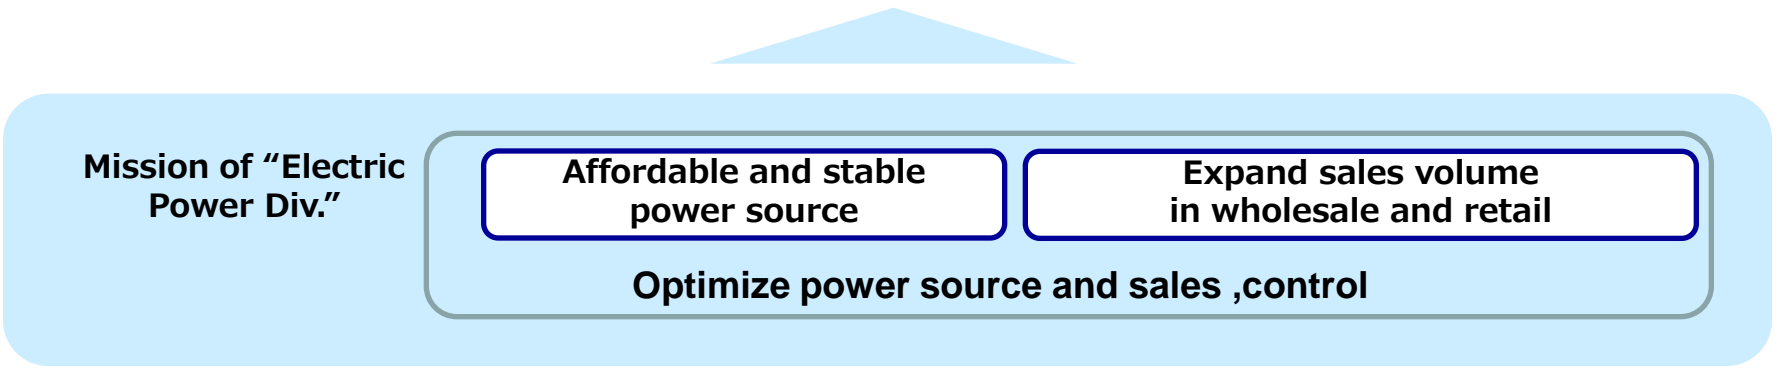 Mission of “Electric
Power Div.”
Affordable and stable
power source
Expand sales volume
in wholesale and retail
Optimize power source and sales ,control